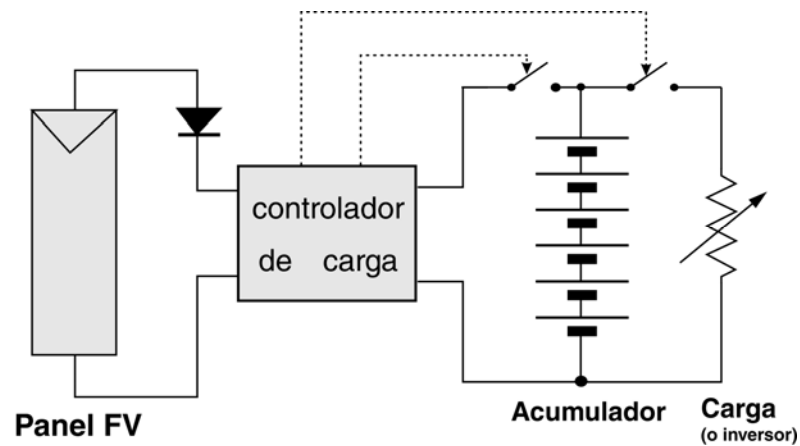 controlador
de carga
Panel FV
Acumulador
Carga
(o inversor)